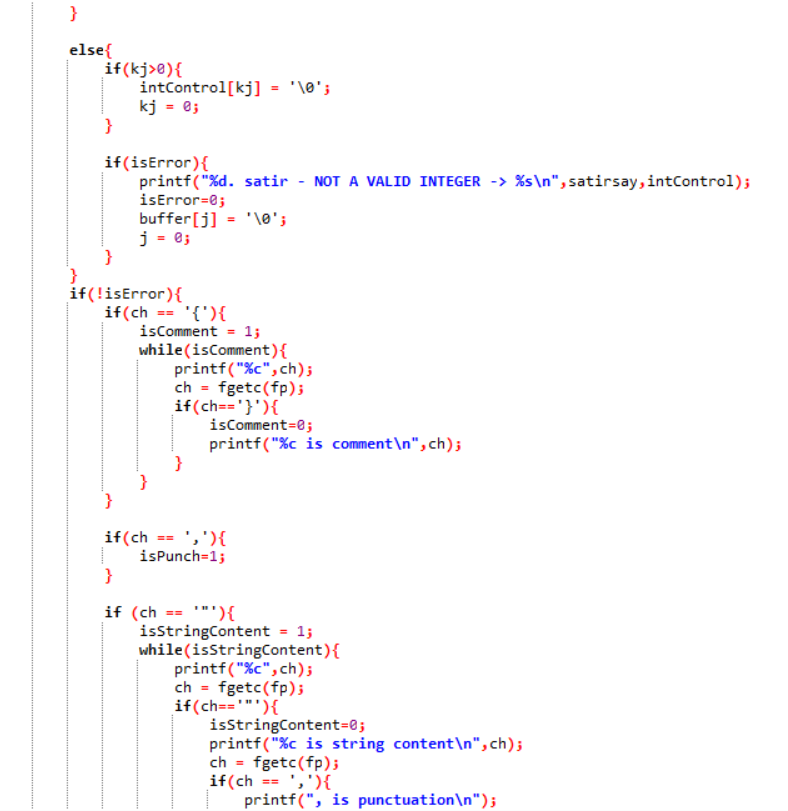 }
else{
if(kj>0){
intControl[kj] = '\0';
kj = 0;
}
if(isError){
printf("%d. satir - NOT A VALID INTEGER -> %s\n",satirsay,intControl);
isError=0;
buffer[j] = '\0';
j = 0;
}
}
if(!isError){
if(ch == '{'){
isComment = 1;
while(isComment){
printf("%c",ch);
ch = fgetc(fp);
if(ch=='}'){
isComment=0;
printf("%c is comment\n",ch);
}
}
}
if(ch == ','){
isPunch=1;
}
if (ch == '"'){
isStringContent = 1;
while(isStringContent){
printf("%c",ch);
ch = fgetc(fp);
if(ch=='"'){
isStringContent=0;
printf("%c is string content\n",ch);
ch = fgetc(fp);
if(ch == ','){
printf(", is punctuation\n");